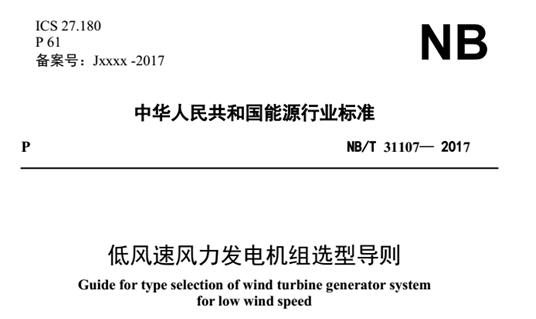 ICS 27.180
P 61
备案号：Jxxxx -2017
NB
中华人民共和国能源行业标准
P
NB/T 31107— 2017
低风速风力发电机组选型导则
Guide for type selection of wind turbine generator system
for low wind speed